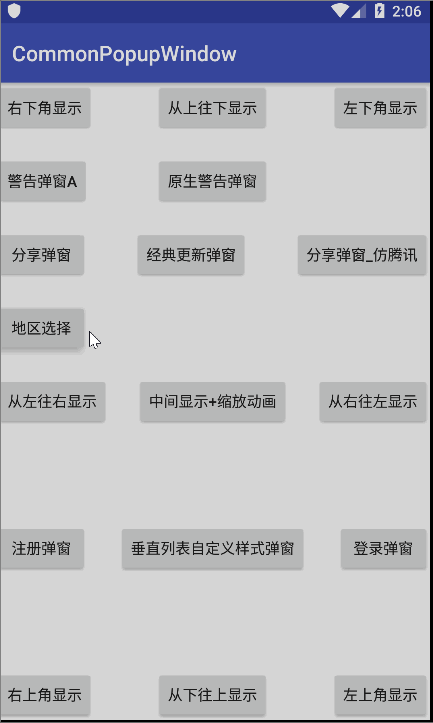 2:06
CommonPopupWindow
右下角显示 从上往下显示 左下角显示
警告弹窗A 原生警告弹窗
分享弹窗 经典更新弹窗 分享弹窗_仿腾讯
地区选择
从左往右显示 中间显示+缩放动画 从右往左显示
注册弹窗 垂直列表自定义样式弹窗 登录弹窗
右上角显示 从下往上显示 左上角显示